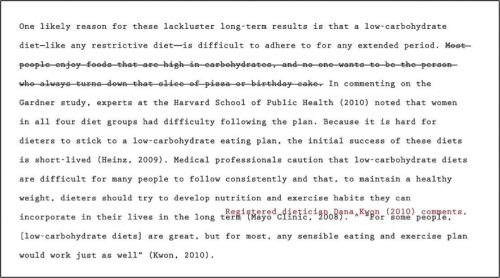 One likely reason for these lackluster long-term results is that a low-carbohydrate
diet—like any restrictive diet—is difficult to adhere to for any extended period. Most
people enjoy foods that are high in carbohydrates, and no one wants to be the person
who always turns down that slice of pizza or birthday cake. In commenting on the
Gardner study, experts at the Harvard School of Public Health (2010) noted that women
in all four diet groups had difficulty following the plan. Because it is hard for
dieters to stick to a low-carbohydrate eating plan, the initial success of these diets
is short-lived (Heinz, 2009). Medical professionals caution that low-carbohydrate diets
are difficult for many people to follow consistently and that, to maintain a healthy
weight, dieters should try to develop nutrition and exercise habits they can
Registered dietician Dana Kwon (2010) comments,
incorporate in their lives in the long term (Mayo Clinic, 2008). ^ "For some people,
[low-carbohydrate diets] are great, but for most, any sensible eating and exercise plan
would work just as well" (Kwon, 2010).